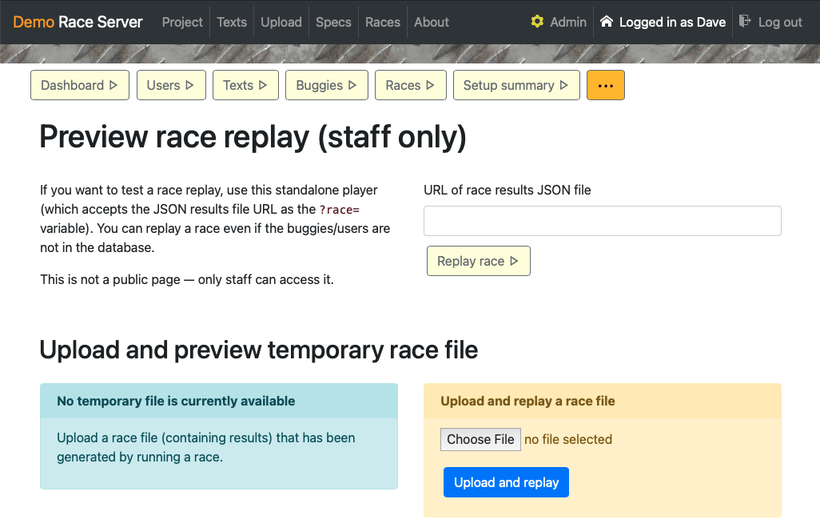 Demo Race Server Project Texts Upload Specs Races About Admin Logged in as Dave Log out
Dashboard ▷ Users ▷ Texts ▷ Buggies ▷ Races ▷ Setup summary ▷ ...
Preview race replay (staff only)
If you want to test a race replay, use this standalone player
(which accepts the JSON results file URL as the ?race=
variable). You can replay a race even if the buggies/users are
not in the database.
This is not a public page — only staff can access it.
URL of race results JSON file
Replay race ▷
Upload and preview temporary race file
No temporary file is currently available
Upload a race file (containing results) that has been
generated by running a race.
Upload and replay a race file
Choose File no file selected
Upload and replay